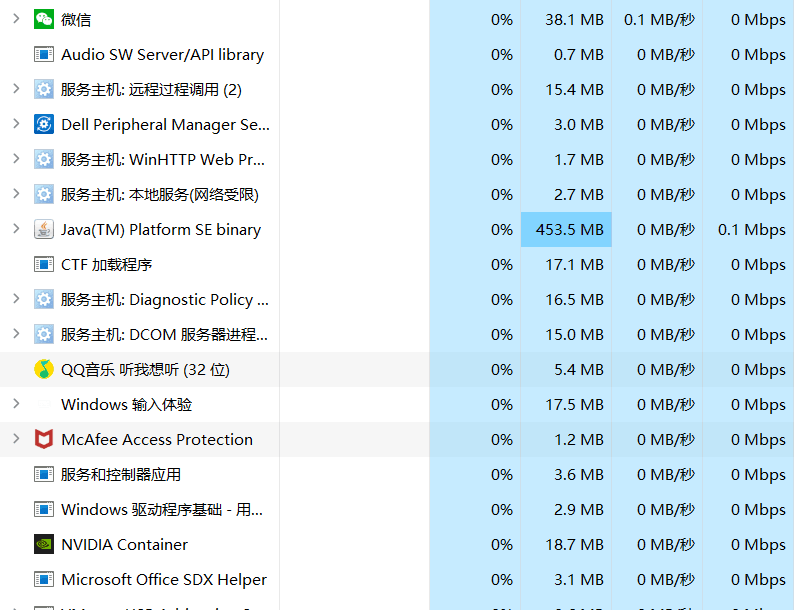 微信 0% 38.1 MB 0.1 MB/秒 0 Mbps
Audio SW Server/API library 0% 0.7 MB 0 MB/秒 0 Mbps
服务主机: 远程过程调用 (2) 0% 15.4 MB 0 MB/秒 0 Mbps
Dell Peripheral Manager Se... 0% 3.0 MB 0 MB/秒 0 Mbps
服务主机: WinHTTP Web Pr... 0% 1.7 MB 0 MB/秒 0 Mbps
服务主机: 本地服务(网络受限) 0% 2.7 MB 0 MB/秒 0 Mbps
Java(TM) Platform SE binary 0% 453.5 MB 0 MB/秒 0.1 Mbps
CTF 加载程序 0% 17.1 MB 0 MB/秒 0 Mbps
服务主机: Diagnostic Policy ... 0% 16.5 MB 0 MB/秒 0 Mbps
服务主机: DCOM 服务器进程... 0% 15.0 MB 0 MB/秒 0 Mbps
QQ音乐 听我想听 (32 位) 0% 5.4 MB 0 MB/秒 0 Mbps
Windows 输入体验 0% 17.5 MB 0 MB/秒 0 Mbps
McAfee Access Protection 0% 1.2 MB 0 MB/秒 0 Mbps
服务和控制器应用 0% 3.6 MB 0 MB/秒 0 Mbps
Windows 驱动程序基础 - 用... 0% 2.9 MB 0 MB/秒 0 Mbps
NVIDIA Container 0% 18.7 MB 0 MB/秒 0 Mbps
Microsoft Office SDX Helper 0% 3.1 MB 0 MB/秒 0 Mbps